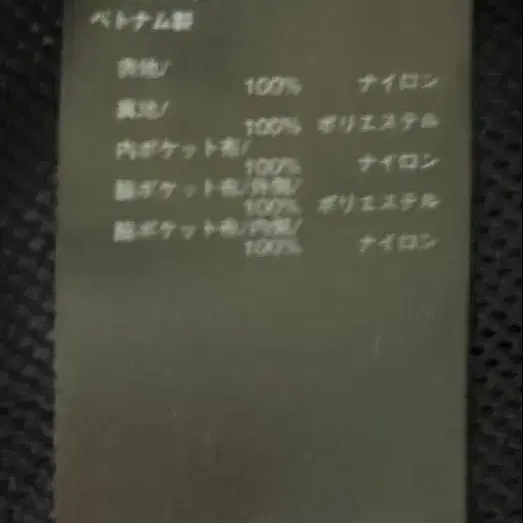 ベトナム製
表地/
100% ナイロン
裏地/
100% ポリエステル
内ポケット布/
100% ナイロン
脇ポケット布/外側/
100% ポリエステル
脇ポケット布/内側/
100% ナイロン